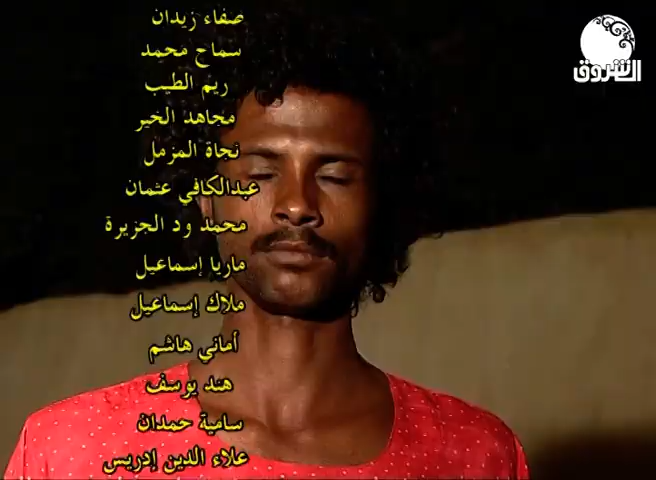 صفاء زيدان
سماح محمد
ريم الطيب
مجاهد الخير
نجاة المزمل
عبدالكافي عثمان
محمد ود الجزيرة
ماريا إسماعيل
ملاك إسماعيل
أماني هاشم
هند يوسف
سامية حمدان
علاء الدين إدريس
الشروق